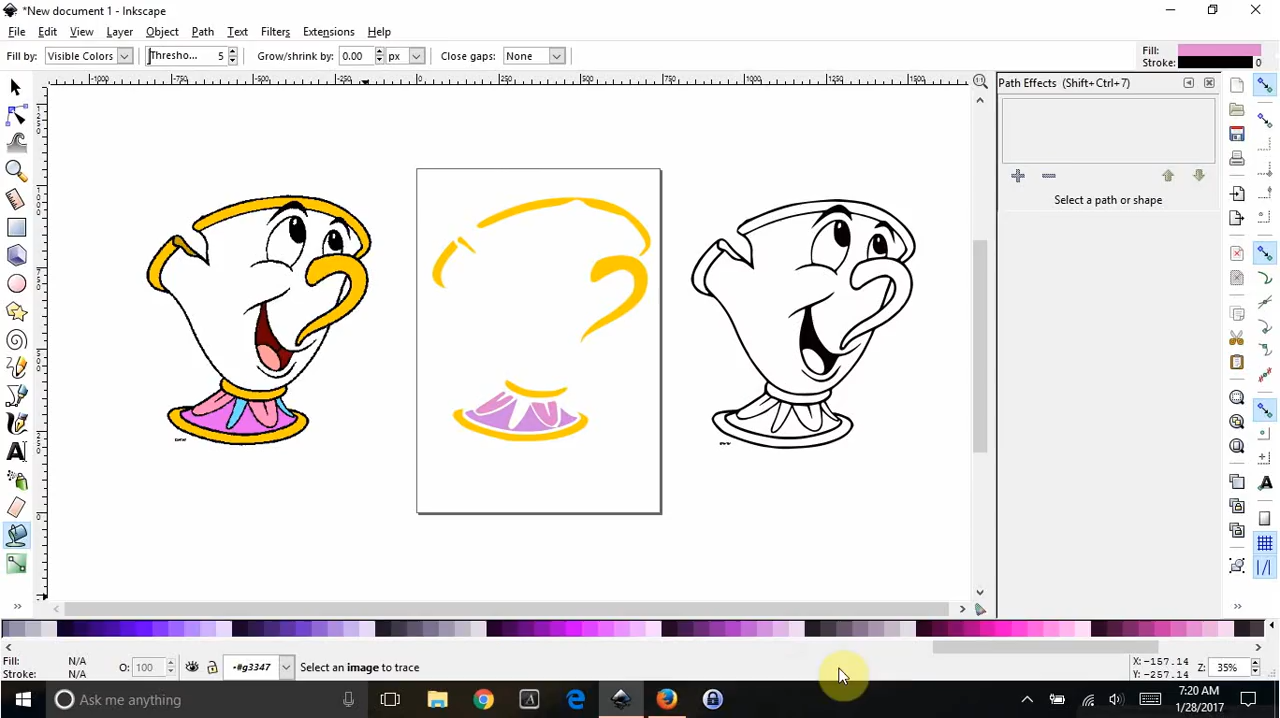 *New document 1 - Inkscape
File Edit View Layer Object Path Text Filters Extensions Help
Fill by: Visible Colors Thresho... 5 Grow/shrink by: 0.00 px Close gaps: None
Fill:
Stroke: 0
Path Effects (Shift+Ctrl+7)
Select a path or shape
Fill: N/A
Stroke: N/A
O: 100
•#g3347
Select an image to trace
X: -157.14
Y: -257.14
Z: 35%
Ask me anything
7:20 AM
1/28/2017